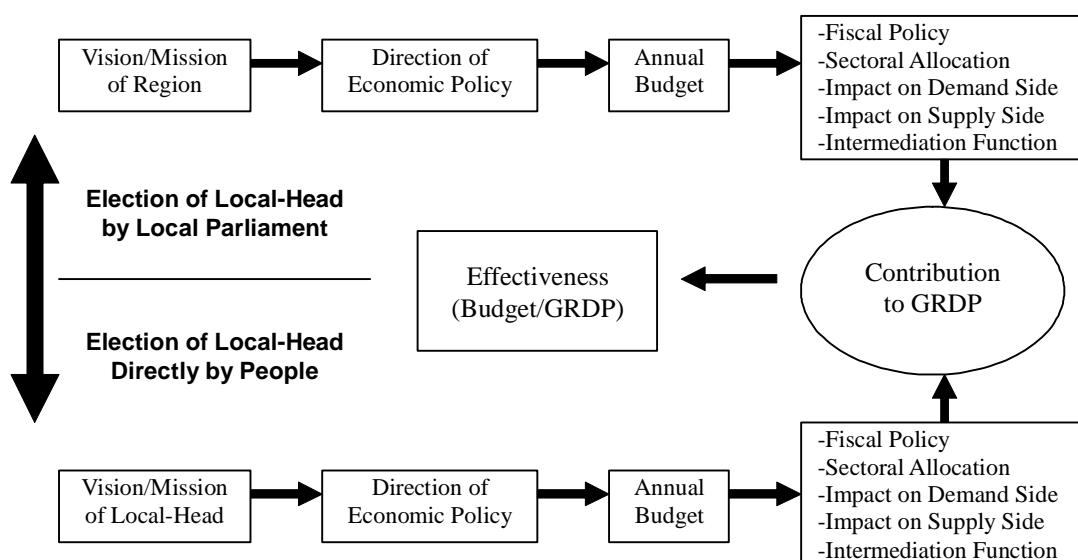 Vision/Mission
of Region
Direction of
Economic Policy
Annual
Budget
-Fiscal Policy
-Sectoral Allocation
-Impact on Demand Side
-Impact on Supply Side
-Intermediation Function
Election of Local-Head
by Local Parliament
Effectiveness
(Budget/GRDP)
Contribution
to GRDP
Election of Local-Head
Directly by People
Vision/Mission
of Local-Head
Direction of
Economic Policy
Annual
Budget
-Fiscal Policy
-Sectoral Allocation
-Impact on Demand Side
-Impact on Supply Side
-Intermediation Function